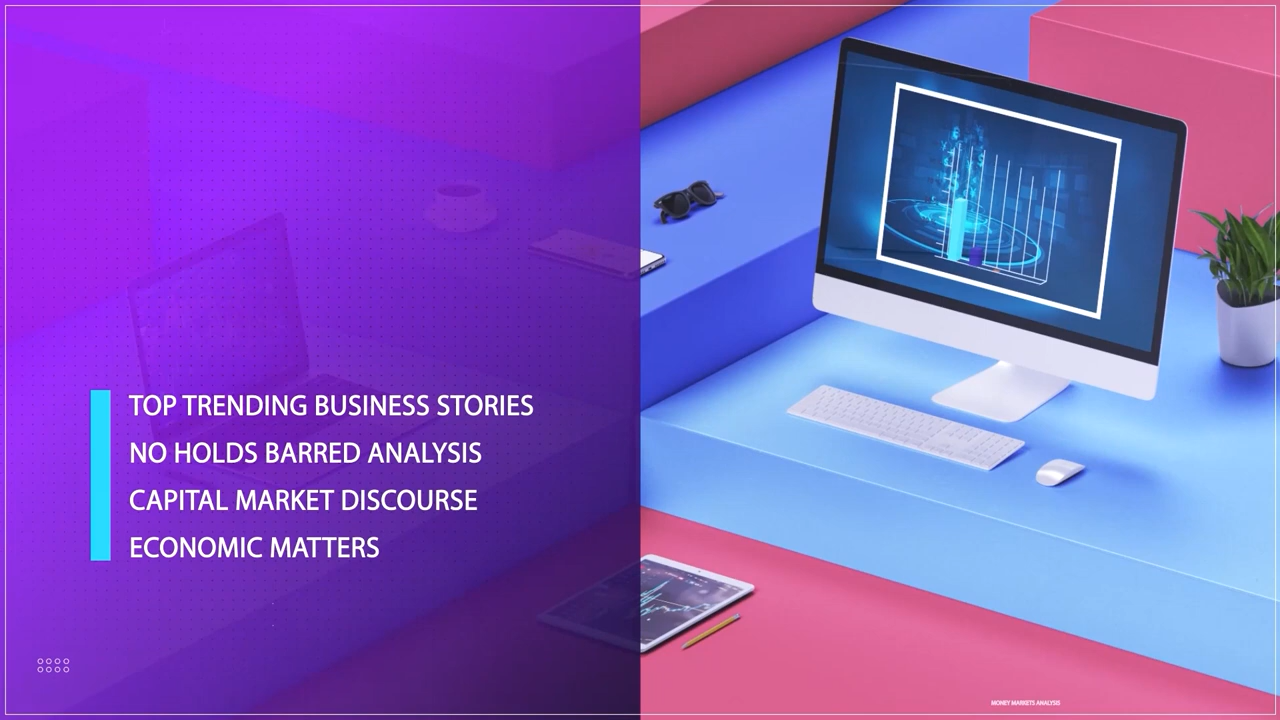 TOP TRENDING BUSINESS STORIES
NO HOLDS BARRED ANALYSIS
CAPITAL MARKET DISCOURSE
ECONOMIC MATTERS
MONEY MARKETS ANALYSIS